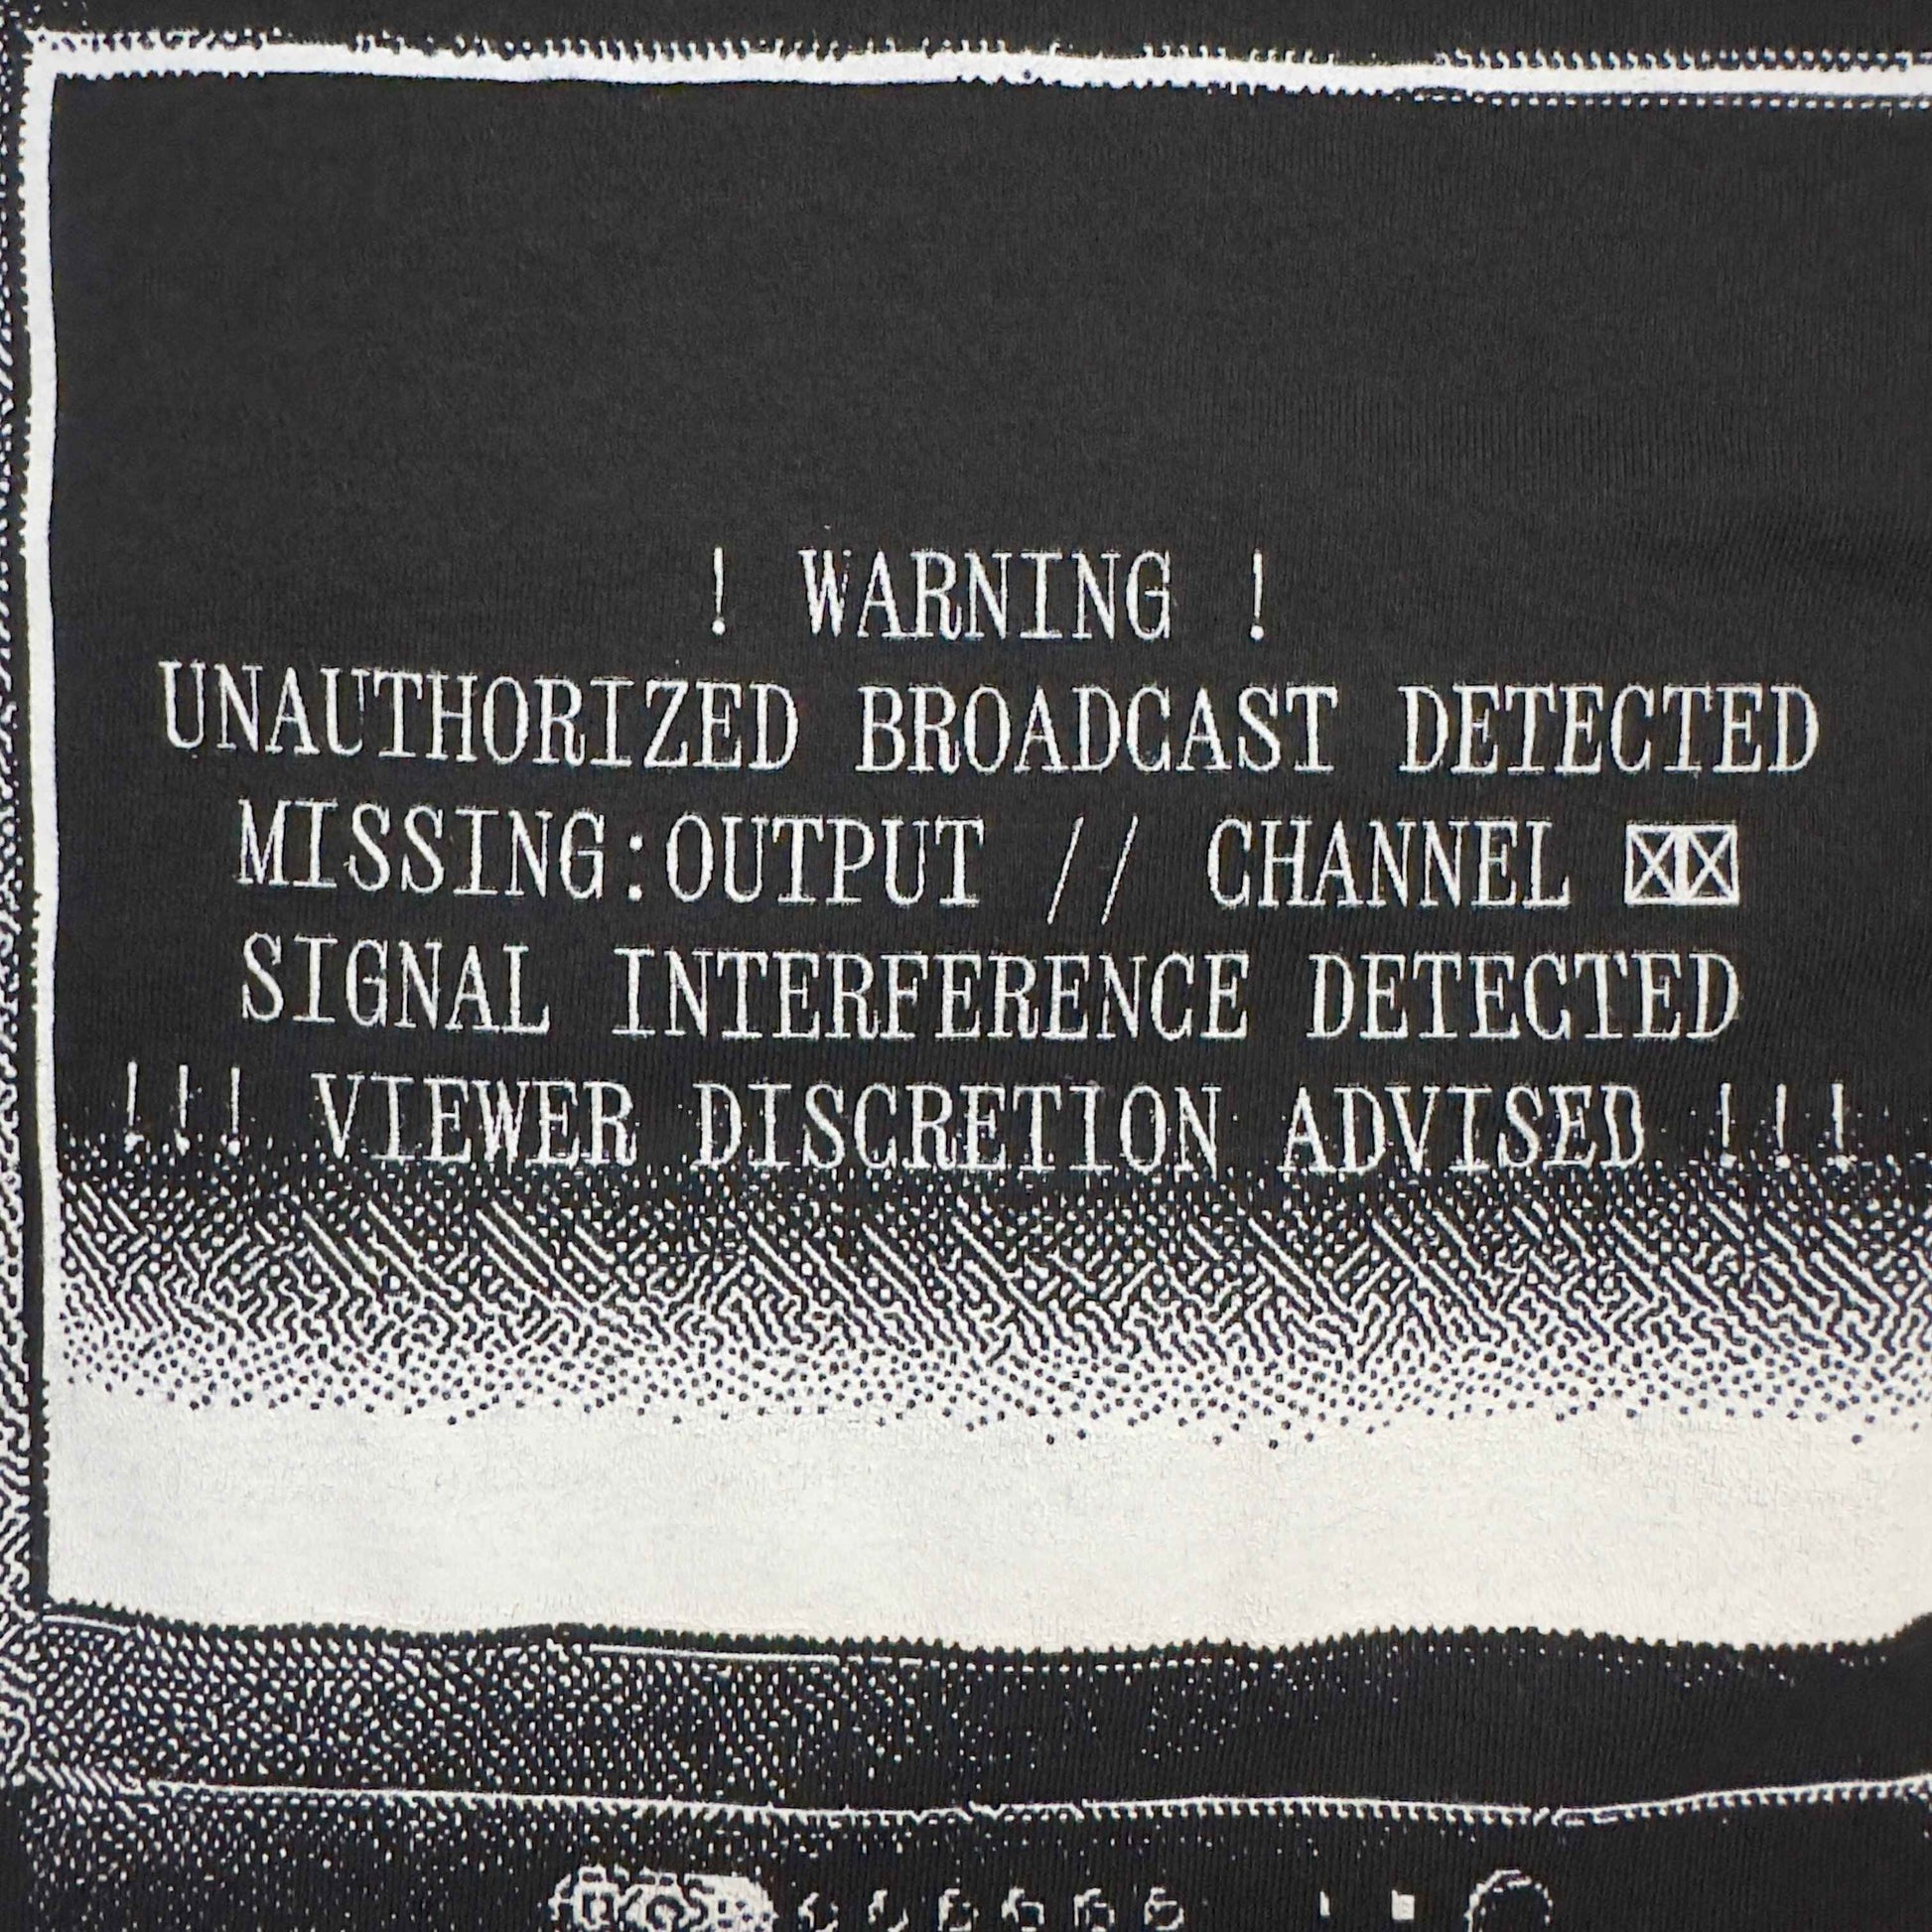 ! WARNING !
UNAUTHORIZED BROADCAST DETECTED
MISSING:OUTPUT // CHANNEL ☒☒
SIGNAL INTERFERENCE DETECTED
!!! VIEWER DISCRETION ADVISED !!!